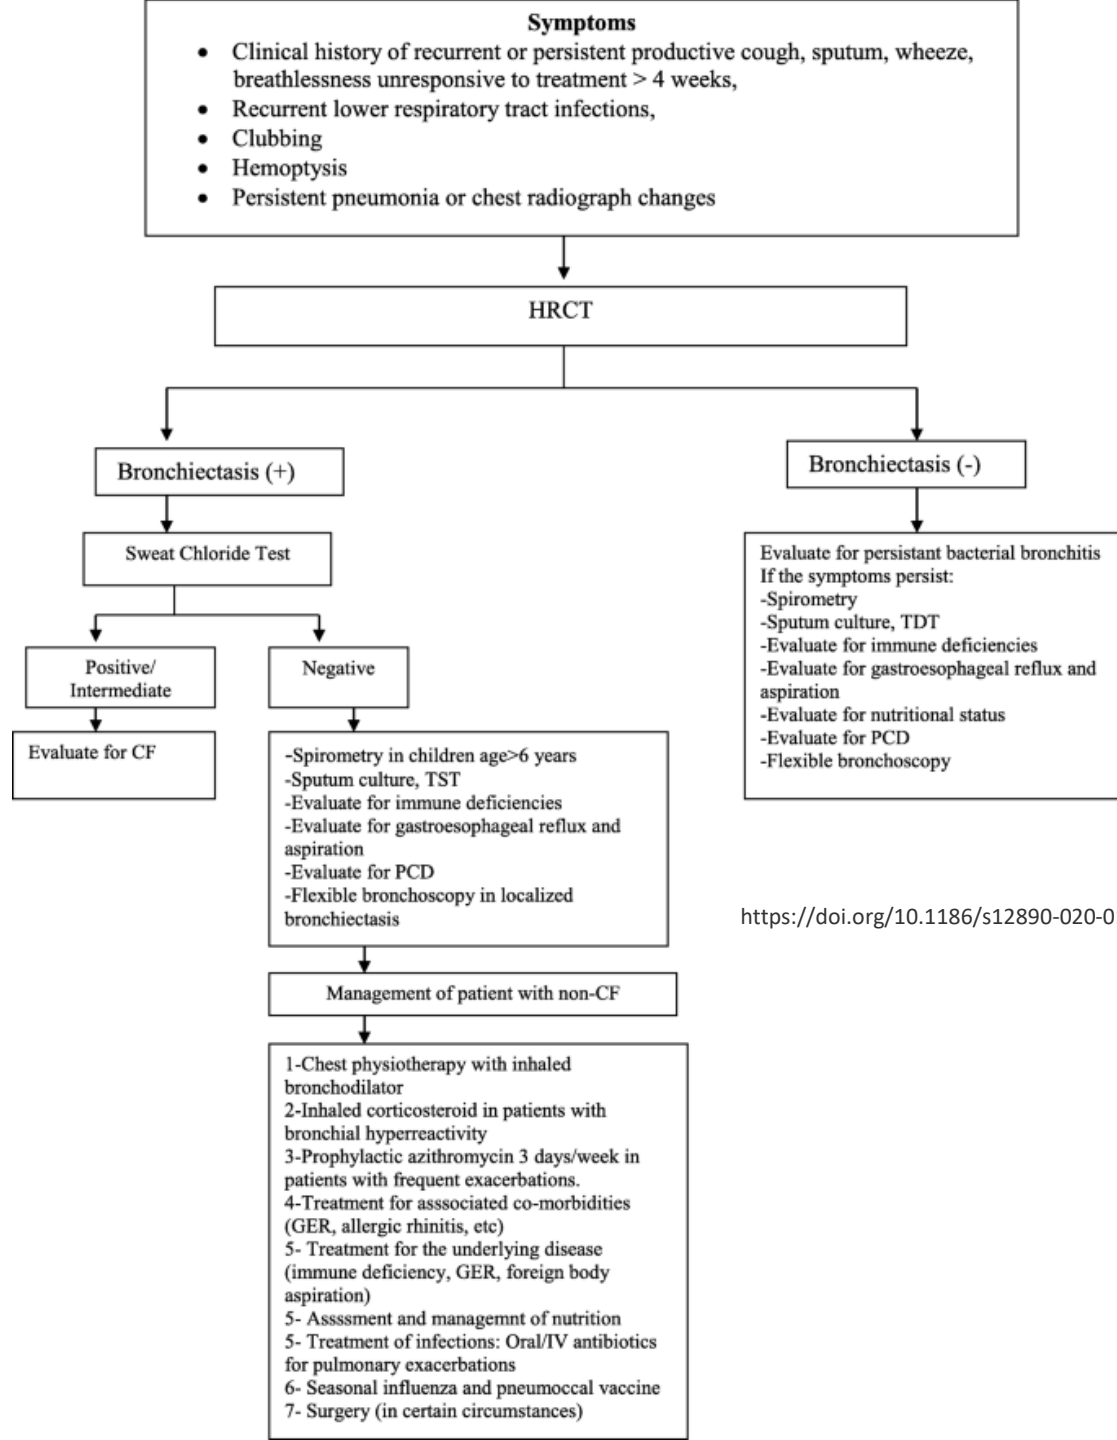 Symptoms
• Clinical history of recurrent or persistent productive cough, sputum, wheeze,
breathlessness unresponsive to treatment > 4 weeks,
• Recurrent lower respiratory tract infections,
• Clubbing
• Hemoptysis
• Persistent pneumonia or chest radiograph changes
HRCT
Bronchiectasis (+)
Bronchiectasis (-)
Sweat Chloride Test
Positive/
Intermediate
Negative
Evaluate for CF
Evaluate for persistant bacterial bronchitis
If the symptoms persist:
-Spirometry
-Sputum culture, TDT
-Evaluate for immune deficiencies
-Evaluate for gastroesophageal reflux and
aspiration
-Evaluate for nutritional status
-Evaluate for PCD
-Flexible bronchoscopy
-Spirometry in children age>6 years
-Sputum culture, TST
-Evaluate for immune deficiencies
-Evaluate for gastroesophageal reflux and
aspiration
-Evaluate for PCD
-Flexible bronchoscopy in localized
bronchiectasis
https://doi.org/10.1186/s12890-020-0
Management of patient with non-CF
1-Chest physiotherapy with inhaled
bronchodilator
2-Inhaled corticosteroid in patients with
bronchial hyperreactivity
3-Prophylactic azithromycin 3 days/week in
patients with frequent exacerbations.
4-Treatment for asssociated co-morbidities
(GER, allergic rhinitis, etc)
5- Treatment for the underlying disease
(immune deficiency, GER, foreign body
aspiration)
5- Asssment and managemnt of nutrition
5- Treatment of infections: Oral/IV antibiotics
for pulmonary exacerbations
6- Seasonal influenza and pneumoccal vaccine
7- Surgery (in certain circumstances)